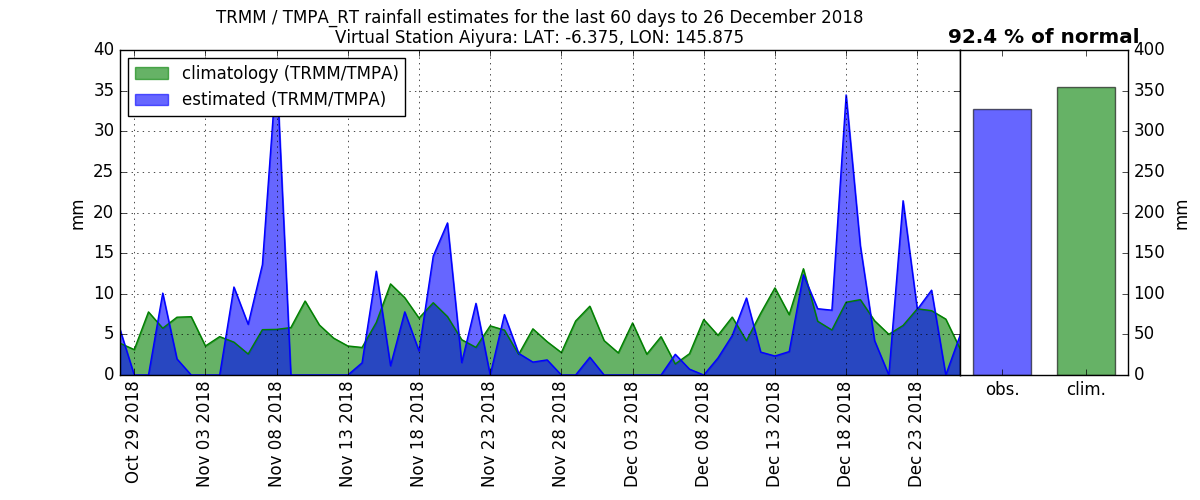 TRMM / TMPA_RT rainfall estimates for the last 60 days to 26 December 2018
Virtual Station Aiyura: LAT: -6.375, LON: 145.875
92.4 % of normal
climatology (TRMM/TMPA)
estimated (TRMM/TMPA)
40
35
30
25
20
15
10
5
0
mm
Oct 29 2018
Nov 03 2018
Nov 08 2018
Nov 13 2018
Nov 18 2018
Nov 23 2018
Nov 28 2018
Dec 03 2018
Dec 08 2018
Dec 13 2018
Dec 18 2018
Dec 23 2018
obs.
clim.
400
350
300
250
200
150
100
50
0
mm